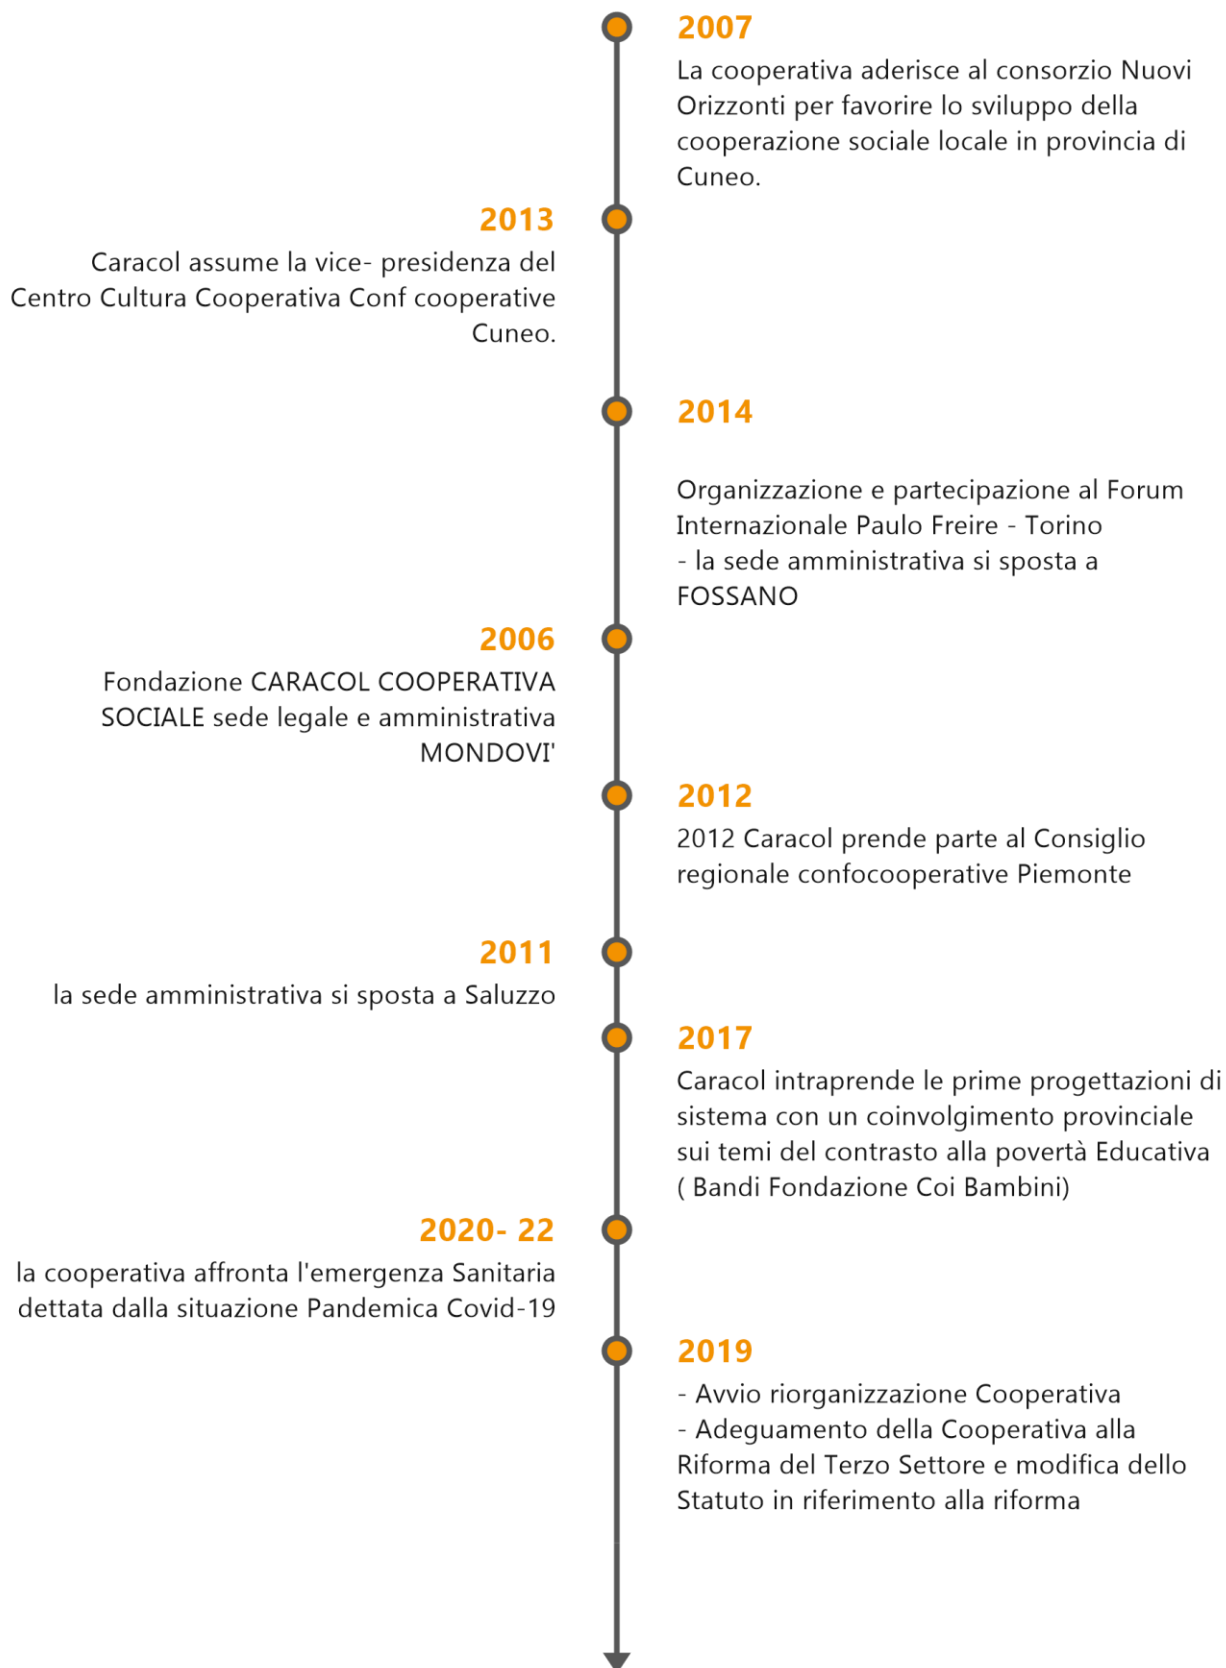 2007
La cooperativa aderisce al consorzio Nuovi
Orizzonti per favorire lo sviluppo della
cooperazione sociale locale in provincia di
Cuneo.
2013
Caracol assume la vice- presidenza del
Centro Cultura Cooperativa Conf cooperative
Cuneo.
2014
Organizzazione e partecipazione al Forum
Internazionale Paulo Freire - Torino
- la sede amministrativa si sposta a
FOSSANO
2006
Fondazione CARACOL COOPERATIVA
SOCIALE sede legale e amministrativa
MONDOVI'
2012
2012 Caracol prende parte al Consiglio
regionale confocooperative Piemonte
2011
la sede amministrativa si sposta a Saluzzo
2017
Caracol intraprende le prime progettazioni di
sistema con un coinvolgimento provinciale
sui temi del contrasto alla povertà Educativa
( Bandi Fondazione Coi Bambini)
2020- 22
la cooperativa affronta l'emergenza Sanitaria
dettata dalla situazione Pandemica Covid-19
2019
- Avvio riorganizzazione Cooperativa
- Adeguamento della Cooperativa alla
Riforma del Terzo Settore e modifica dello
Statuto in riferimento alla riforma